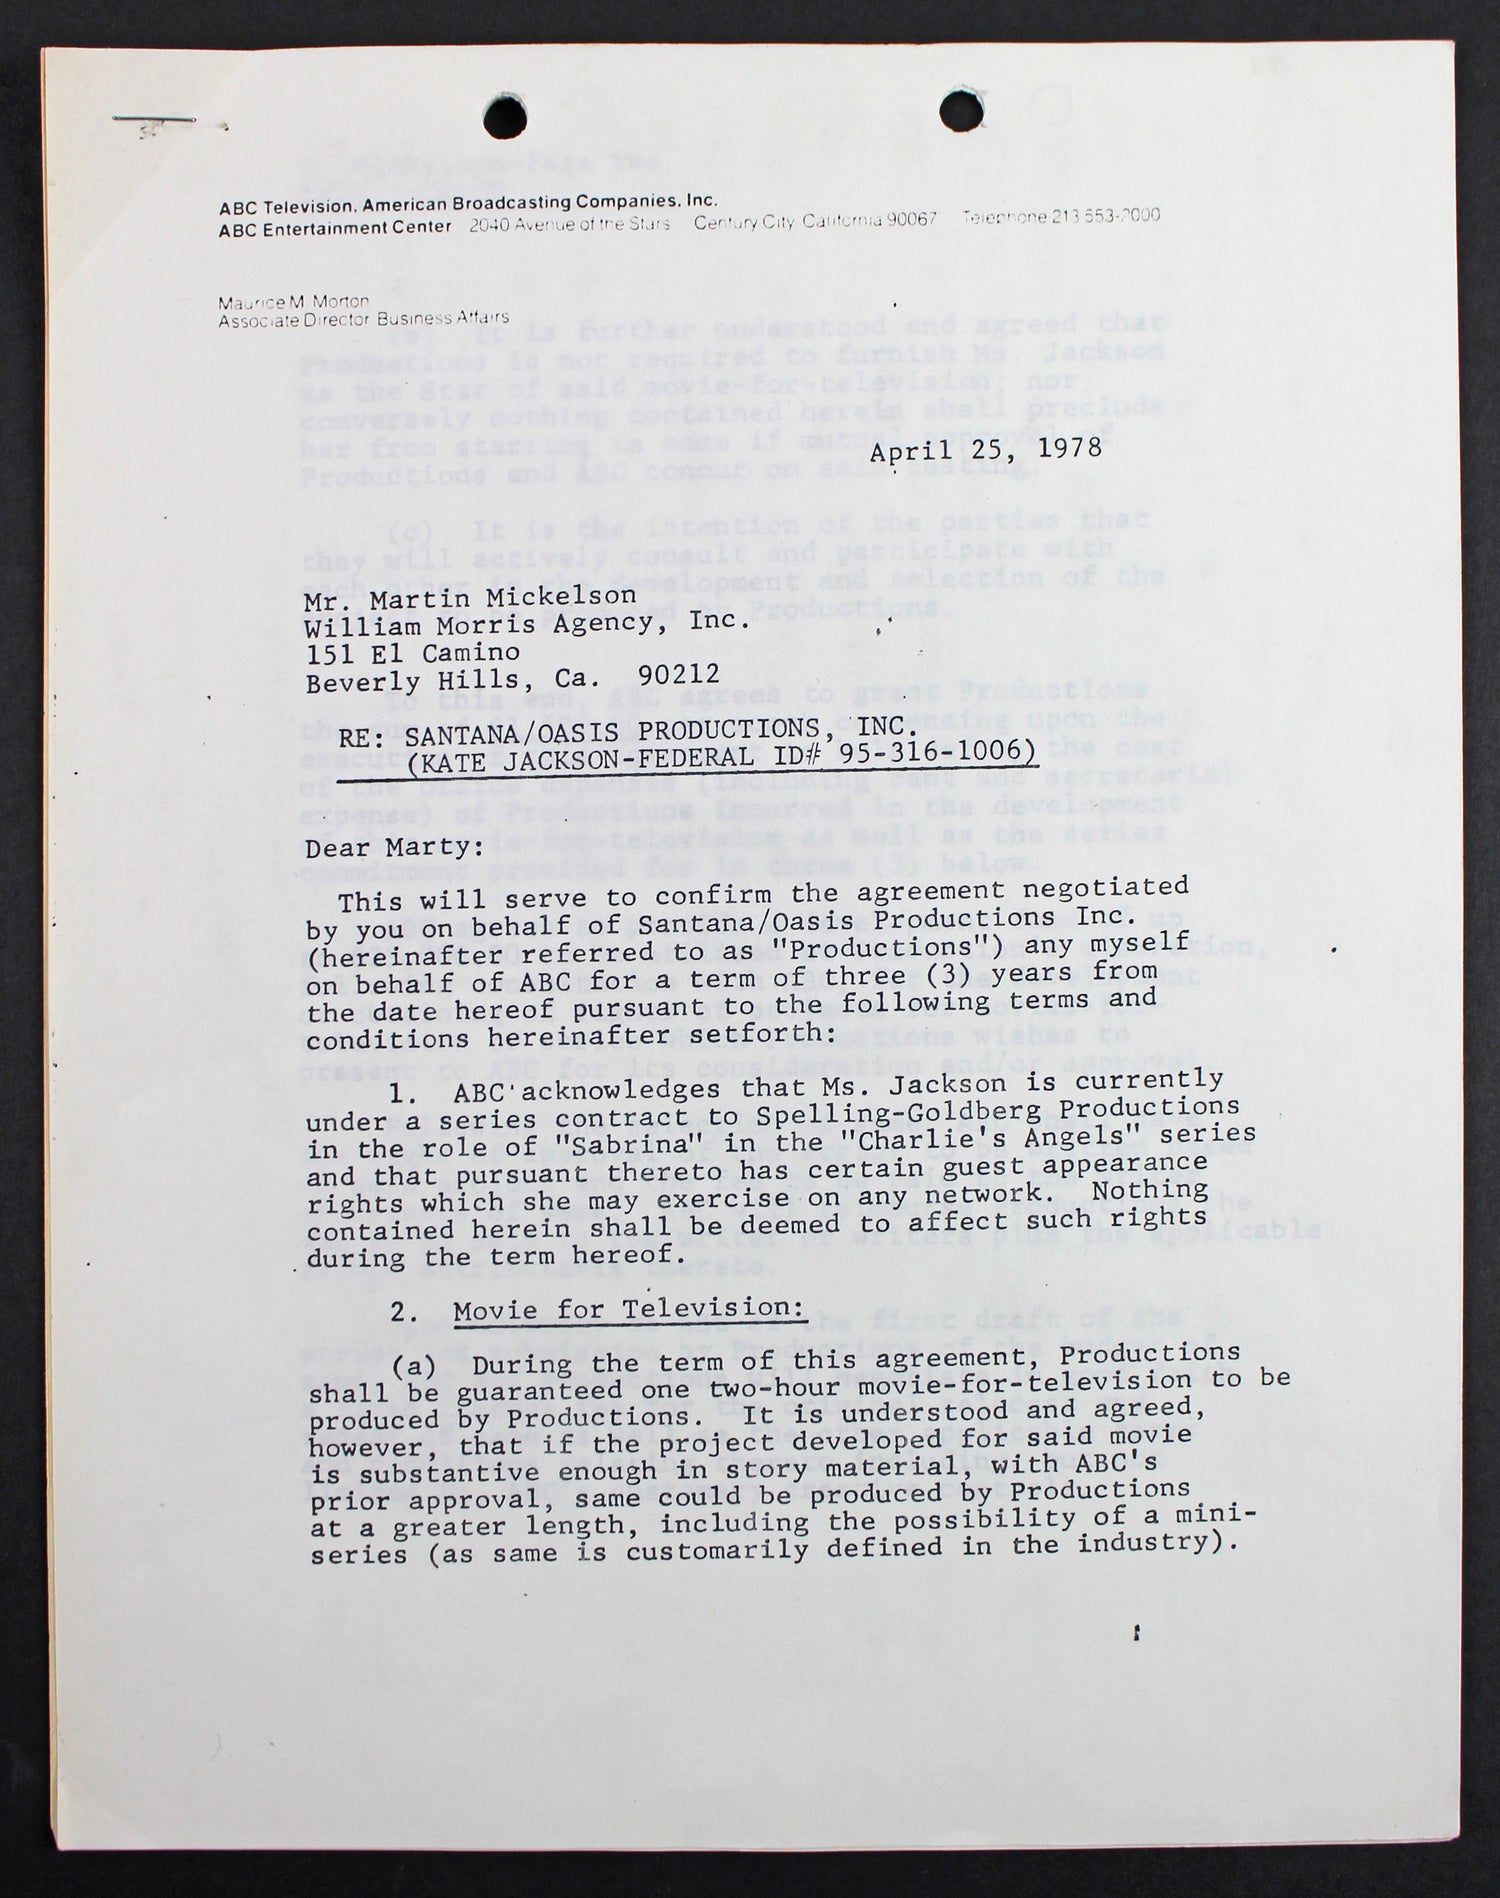 ABC Television, American Broadcasting Companies, Inc.
ABC Entertainment Center 2040 Avenue of the Stars Century City California 90067 Telephone 213 553-2000
Maurice M Morton
Associate Director Business Affairs
April 25, 1978
Mr. Martin Mickelson
William Morris Agency, Inc.
151 El Camino
Beverly Hills, Ca. 90212
RE: SANTANA/OASIS PRODUCTIONS, INC.
(KATE JACKSON-FEDERAL ID# 95-316-1006)
Dear Marty:
This will serve to confirm the agreement negotiated
by you on behalf of Santana/Oasis Productions Inc.
(hereinafter referred to as "Productions") any myself
on behalf of ABC for a term of three (3) years from
the date hereof pursuant to the following terms and
conditions hereinafter setforth:
1. ABC acknowledges that Ms. Jackson is currently
under a series contract to Spelling-Goldberg Productions
in the role of "Sabrina" in the "Charlie's Angels" series
and that pursuant thereto has certain guest appearance
rights which she may exercise on any network. Nothing
contained herein shall be deemed to affect such rights
during the term hereof.
2. Movie for Television:
(a) During the term of this agreement, Productions
shall be guaranteed one two-hour movie-for-television to be
produced by Productions. It is understood and agreed,
however, that if the project developed for said movie
is substantive enough in story material, with ABC's
prior approval, same could be produced by Productions
at a greater length, including the possibility of a mini-
series (as same is customarily defined in the industry).